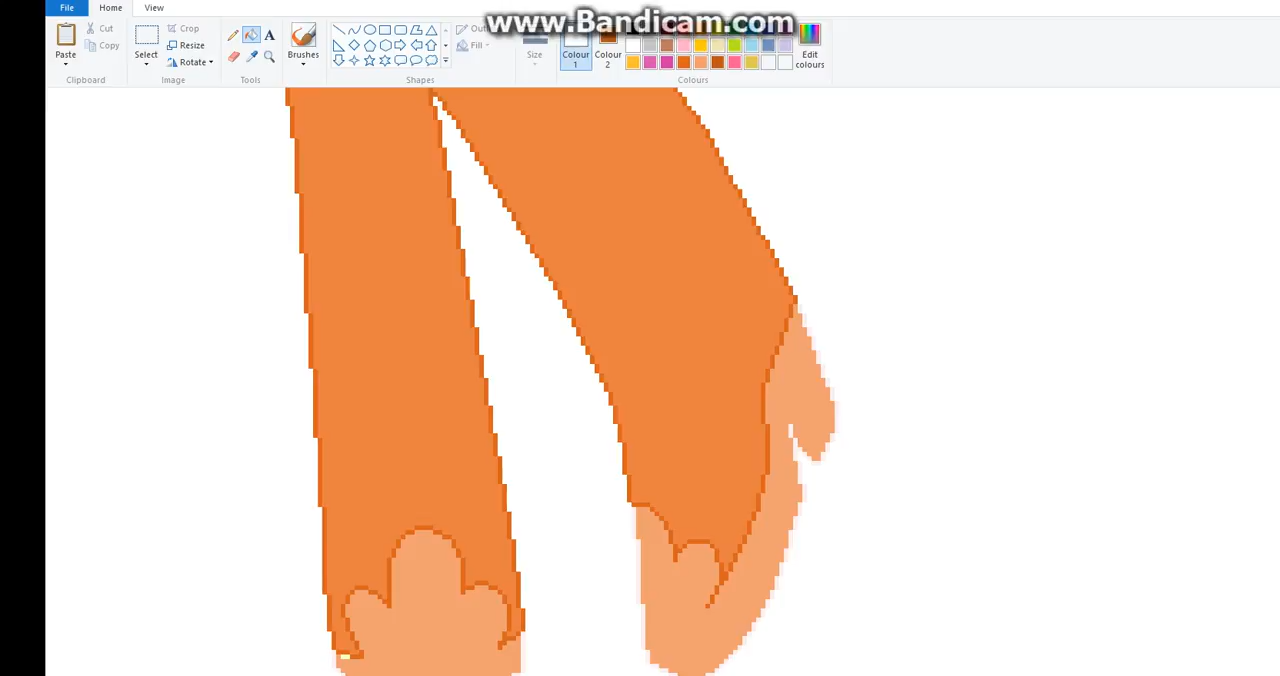 www.Bandicam.com
File Home View
Cut
Copy
Paste
Clipboard
Crop
Resize
Rotate
Select
Image
A
Tools
Brushes
Shapes
Fill
Size
Colour
1
Colour
2
Edit
colours
Colours